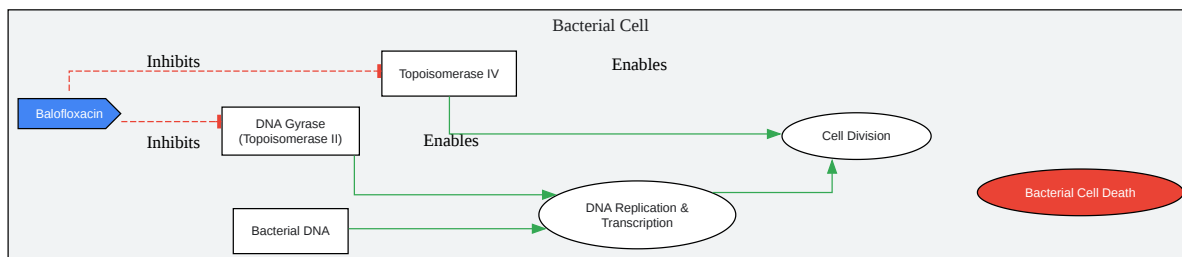 Bacterial Cell
Inhibits
Enables
Topoisomerase IV
Balofloxacin
DNA Gyrase
(Topoisomerase II)
Inhibits
Enables
Cell Division
Bacterial Cell Death
DNA Replication &
Transcription
Bacterial DNA